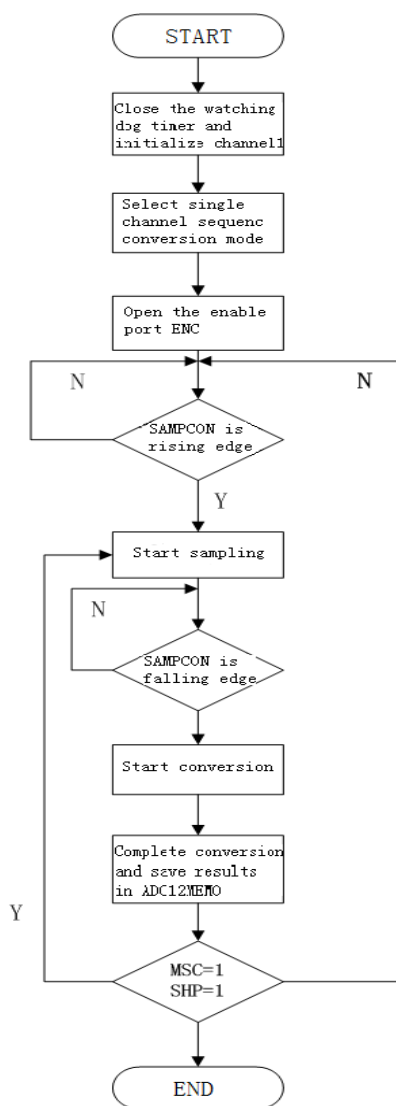 START
Close the watching
dog timer and
initialize channel1
Select single
channel sequenc
conversion mode
Open the enable
port ENC
N
N
SAMPCON is
rising edge
Y
Start sampling
N
SAMPCON is
falling edge
Start conversion
Complete conversion
and save results
in ADC12MEMO
Y
MSC=1
SHP=1
END